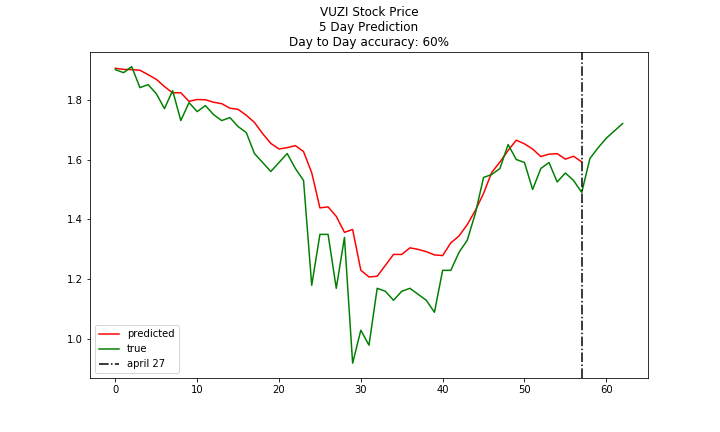 VUZI Stock Price
5 Day Prediction
Day to Day accuracy: 60%
1.8
1.6
1.4
1.2
1.0
predicted
true
april 27
0
10
20
30
40
50
60